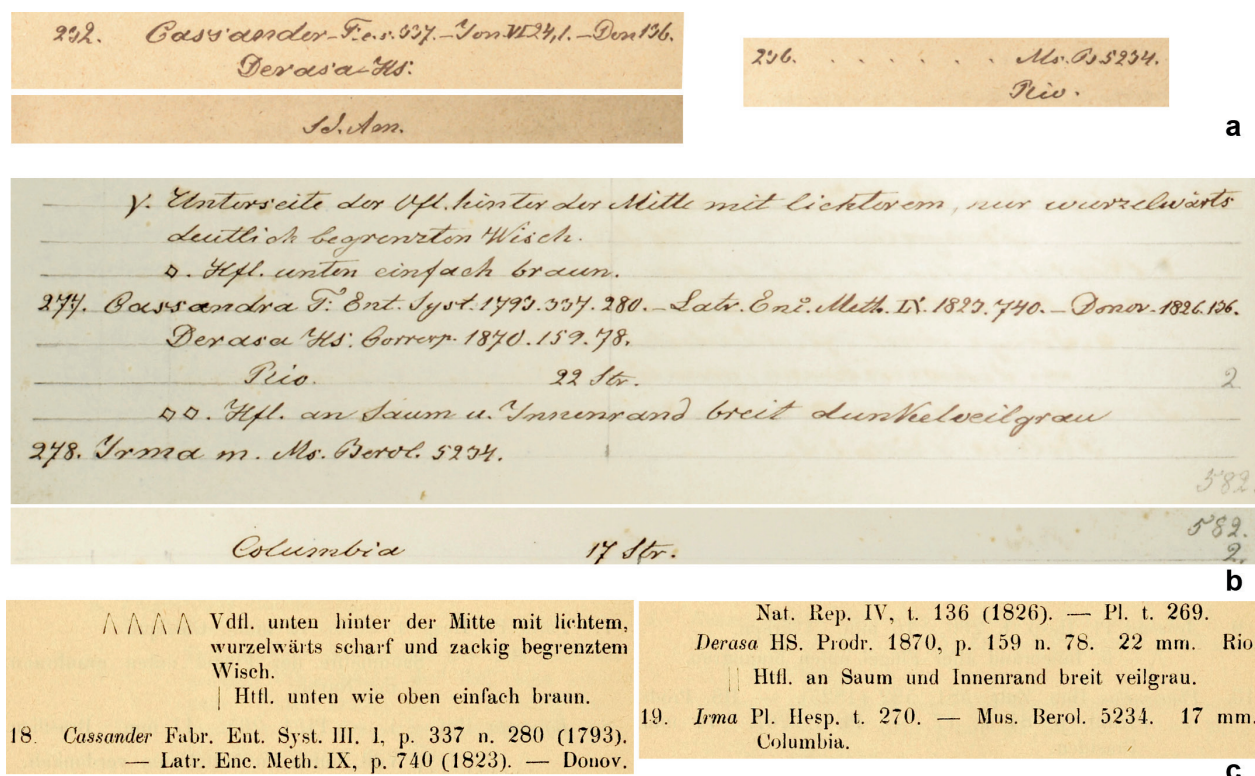 232. Cassander-F.e.s.337.-Jon.VI 24,1.-Don 136.
Derasa-HS.
Sd. Am.
236. . . . . . . Ms. B 5234.
Rio.
a
γ. Unterseite der Vfl. hinter der Mitte mit lichterem, nur wurzelwärts
deutlich begrenzten Wisch.
◊. Hfl. unten einfach braun.
277. Cassandra F. Ent. Syst. 1793. 337. 280. - Latr. Enc. Meth. IX. 1823. 740. - Donov. 1826. 136.
Derasa HS. Corresp. 1870. 159. 78.
Rio. 22 Str. 2
◊◊. Hfl. an Saum u. Innenrand breit dunkelveilgrau
278. Irma m. Ms. Berol. 5234.
582.
582.
Columbia 17 Str. 2.
b
Λ Λ Λ Λ Vdfl. unten hinter der Mitte mit lichtem,
wurzelwärts scharf und zackig begrenztem
Wisch.
| Htfl. unten wie oben einfach braun.
18. Cassander Fabr. Ent. Syst. III. I, p. 337 n. 280 (1793).
— Latr. Enc. Meth. IX, p. 740 (1823). — Donov.
Nat. Rep. IV, t. 136 (1826). — Pl. t. 269.
Derasa HS. Prodr. 1870, p. 159 n. 78. 22 mm. Rio
|| Htfl. an Saum und Innenrand breit veilgrau.
19. Irma Pl. Hesp. t. 270. — Mus. Berol. 5234. 17 mm.
Columbia.
c